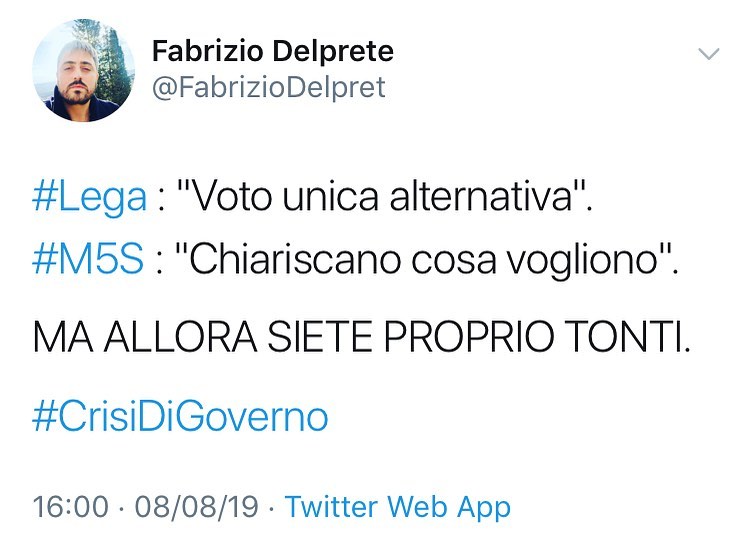 Fabrizio Delprete
@FabrizioDelpret
#Lega : "Voto unica alternativa".
#M5S : "Chiariscano cosa vogliono".
MA ALLORA SIETE PROPRIO TONTI.
#CrisiDiGoverno
16:00 · 08/08/19 · Twitter Web App